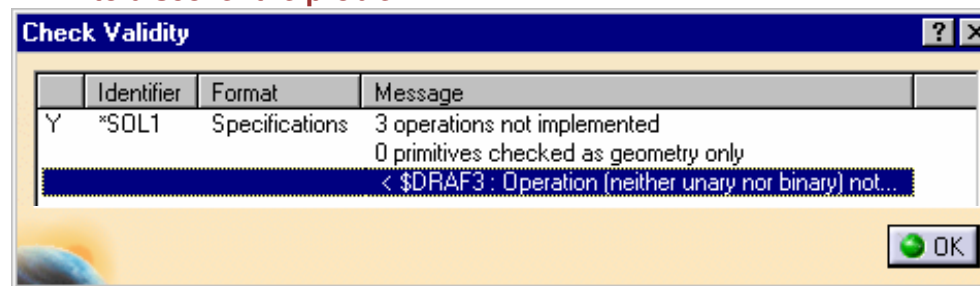 Check Validity
Identifier Format Message
Y *SOL1 Specifications 3 operations not implemented
0 primitives checked as geometry only
< $DRAF3 : Operation (neither unary nor binary) not...
OK